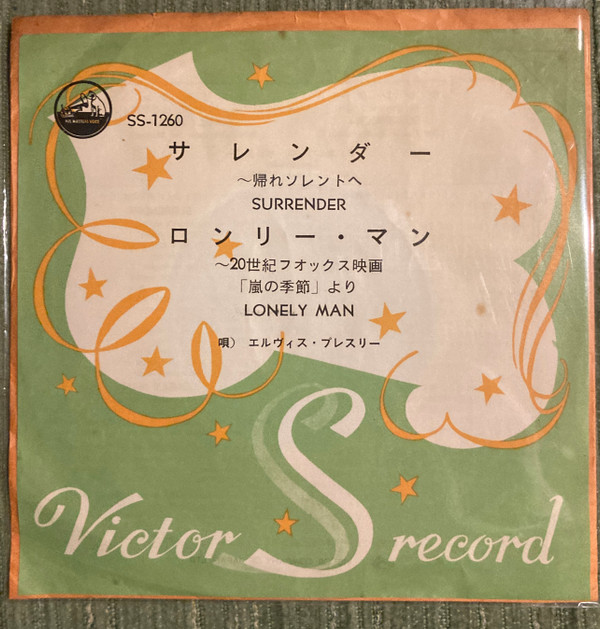 SS-1260
サレンダー
～帰れソレントへ
SURRENDER
ロンリー・マン
～20世紀フオックス映画
「嵐の季節」より
LONELY MAN
唄） エルヴィス・プレスリー
Victor S record